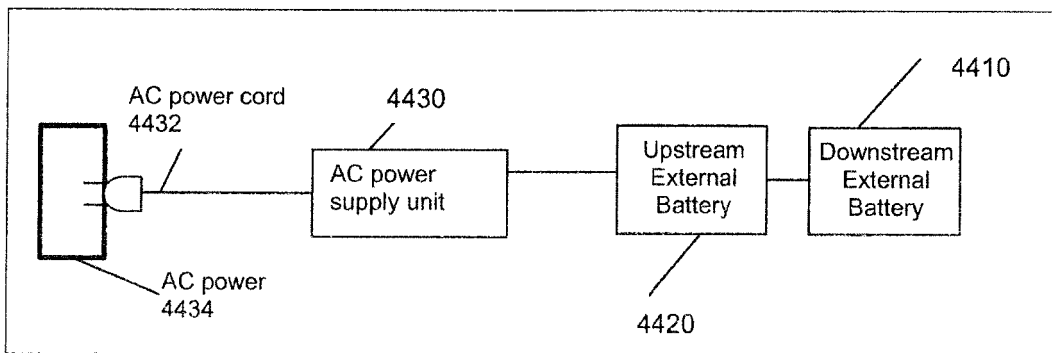 4410
AC power cord
4432
4430
AC power
supply unit
Upstream
External
Battery
Downstream
External
Battery
AC power
4434
4420